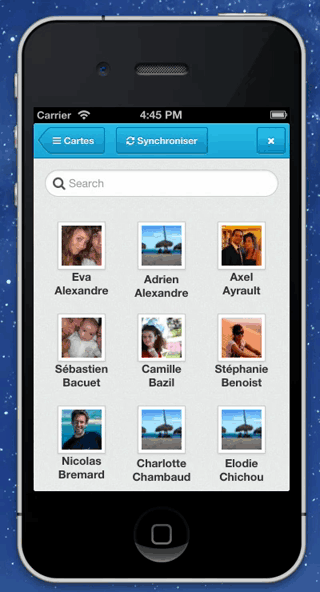 Carrier 4:45 PM
Cartes Synchroniser ×
Search
Eva Alexandre
Adrien Alexandre
Axel Ayrault
Sébastien Bacuet
Camille Bazil
Stéphanie Benoist
Nicolas Bremard
Charlotte Chambaud
Elodie Chichou